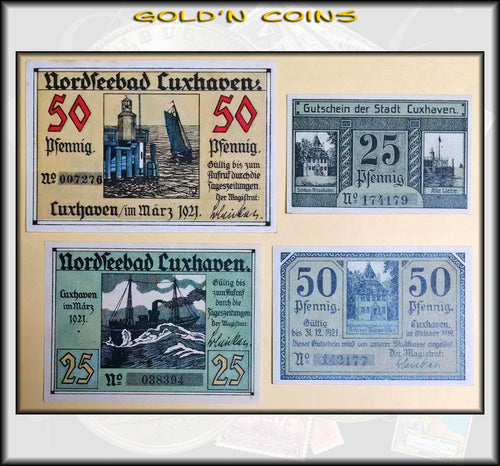 GOLD'N COINS
Nordseebad Cuxhaven.
50 50
Pfennig. Pfennig.
Gültig bis zum
Aufruf durch die
Tageszeitungen.
Der Magistrat:
No 007276
Cuxhaven/im März 1921.
Gutschein der Stadt Cuxhaven.
25
Pfennig
Schloss Ritzebüttel.
Alte Liebe.
No 174179
Nordseebad Cuxhaven.
Cuxhaven
im März
1921.
Gültig
bis zum
Aufruf
durch die
Tageszeitungen
Der Magistrat:
25 No 038394 25
50 50
Pfennig. Pfennig.
Gültig
bis 31. 12. 1921.
Cuxhaven,
im Oktober
Dieser Gutschein wird von unserer Stadtkasse eingelöst
Der Magistrat:
No 142177